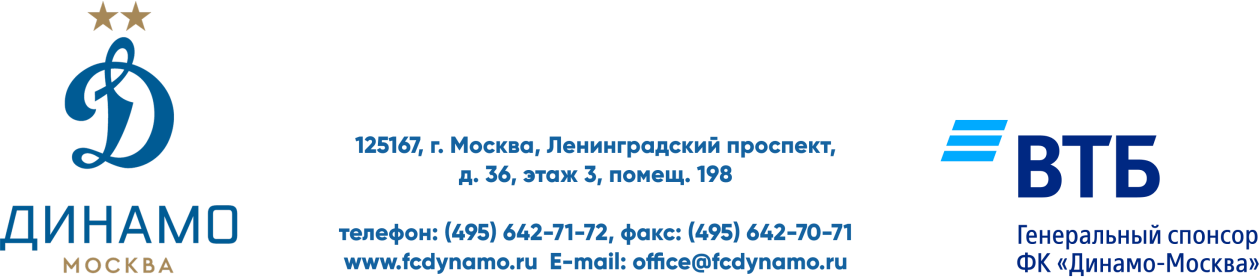 ДИНАМО
МОСКВА
125167, г. Москва, Ленинградский проспект,
д. 36, этаж 3, помещ. 198
телефон: (495) 642-71-72, факс: (495) 642-70-71
www.fcdynamo.ru E-mail: office@fcdynamo.ru
ВТБ
Генеральный спонсор
ФК «Динамо-Москва»